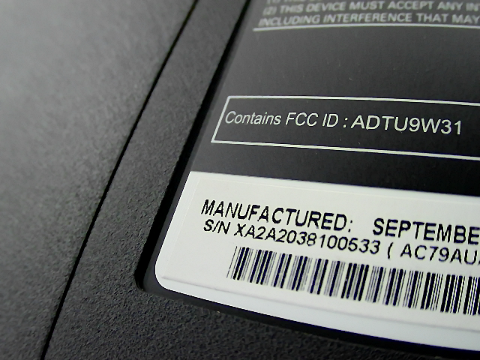 (2) THIS DEVICE MUST ACCEPT ANY
INCLUDING INTERFERENCE THAT MAY
Contains FCC ID : ADTU9W31
MANUFACTURED: SEPTEMBE
S/N XA2A2038100533 ( AC79AU